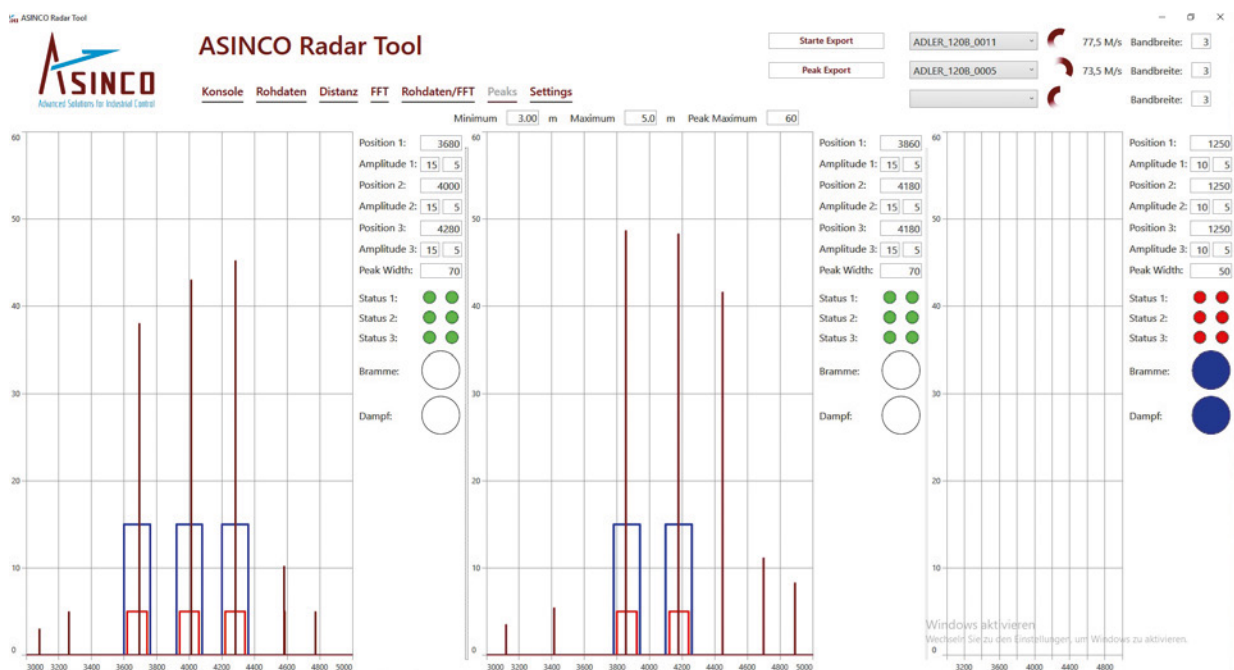 ASINCO Radar Tool
ASINCO
Advanced Solutions for Industrial Control
ASINCO Radar Tool
Konsole Rohdaten Distanz FFT Rohdaten/FFT Peaks Settings
Starte Export ADLER_1208_0011 77,5 M/s Bandbreite: 3
Peak Export ADLER_1208_0005 73,5 M/s Bandbreite: 3
Bandbreite: 3
Minimum 3.00 m Maximum 5.0 m Peak Maximum 60
60
50
40
30
20
10
0
3000 3200 3400 3600 3800 4000 4200 4400 4600 4800 5000
Position 1: 3680
Amplitude 1: 15 5
Position 2: 4000
Amplitude 2: 15 5
Position 3: 4280
Amplitude 3: 15 5
Peak Width: 70
Status 1:
Status 2:
Status 3:
Bramme:
Dampf:
60
50
40
30
20
10
0
3000 3200 3400 3600 3800 4000 4200 4400 4600 4800 5000
Position 1: 3860
Amplitude 1: 15 5
Position 2: 4180
Amplitude 2: 15 5
Position 3: 4180
Amplitude 3: 15 5
Peak Width: 70
Status 1:
Status 2:
Status 3:
Bramme:
Dampf:
60
50
40
30
20
10
0
3200 3400 3600 3800 4000 4200 4400 4600 4800
Position 1: 1250
Amplitude 1: 10 5
Position 2: 1250
Amplitude 2: 10 5
Position 3: 1250
Amplitude 3: 10 5
Peak Width: 50
Status 1:
Status 2:
Status 3:
Bramme:
Dampf:
Windows aktivieren
Wechseln Sie zu den Einstellungen, um Windows zu aktivieren.